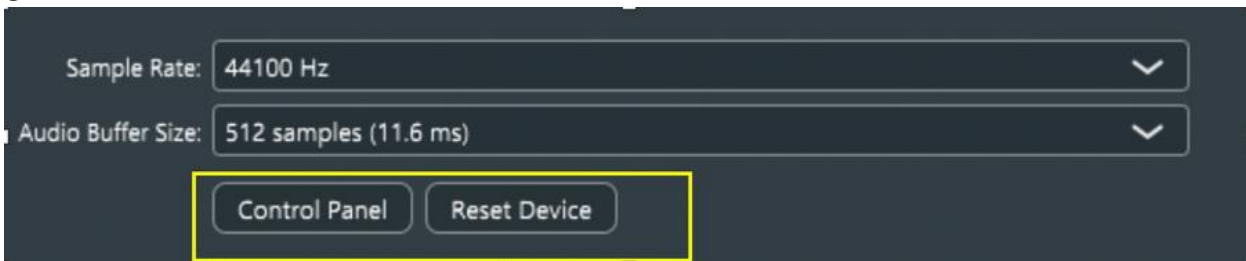 Sample Rate: 44100 Hz
Audio Buffer Size: 512 samples (11.6 ms)
Control Panel Reset Device